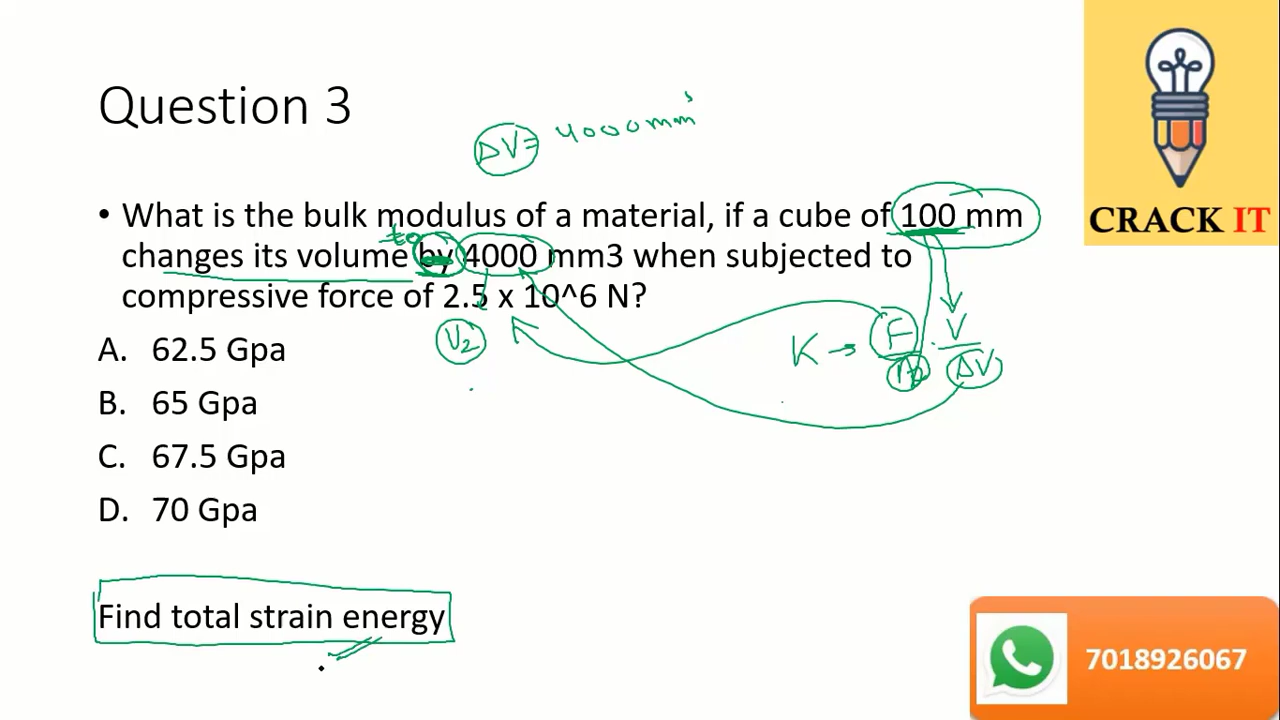 Question 3
ΔV= 4000mm³
• What is the bulk modulus of a material, if a cube of 100 mm
to
changes its volume by 4000 mm3 when subjected to
compressive force of 2.5 x 10^6 N?
V2
K → F V
ΔV
A. 62.5 Gpa
B. 65 Gpa
C. 67.5 Gpa
D. 70 Gpa
Find total strain energy
CRACK IT
7018926067